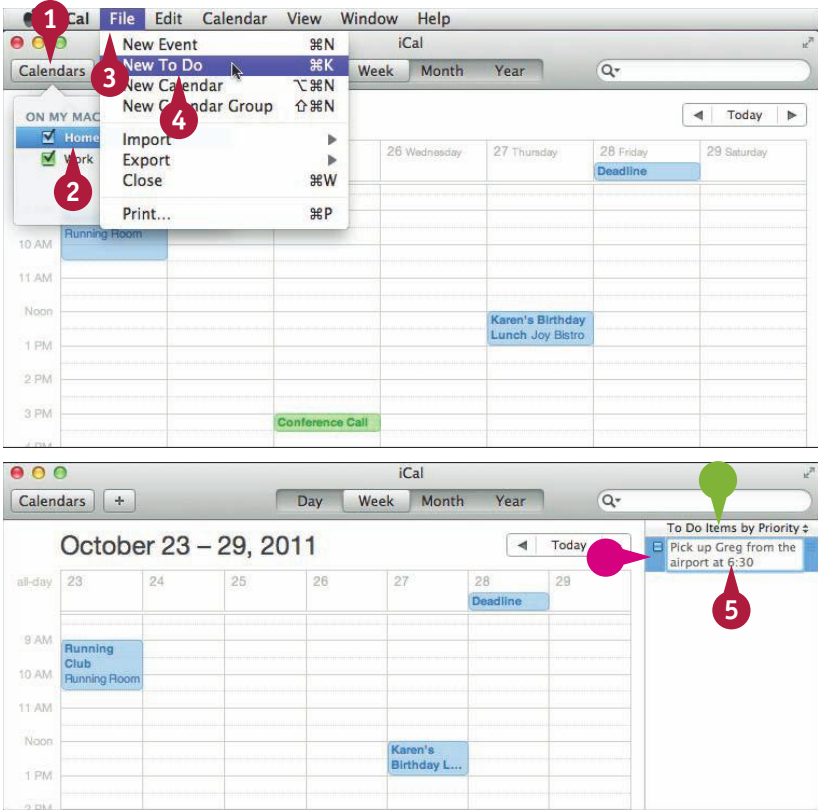 1
Cal File Edit Calendar View Window Help
iCal
Calendars
Week Month Year
Today
New Event ⌘N
New To Do ⌘K
New Calendar ⌥⌘N
New Calendar Group ⇧⌘N
Import
Export
Close ⌘W
Print... ⌘P
3
4
ON MY MAC
Home
Work
2
26 Wednesday
27 Thursday
28 Friday
29 Saturday
Deadline
Running Room
10 AM
11 AM
Noon
Karen's Birthday
Lunch Joy Bistro
1 PM
2 PM
3 PM
Conference Call
4 PM
iCal
Calendars + Day Week Month Year
To Do Items by Priority
October 23 – 29, 2011
Today
Pick up Greg from the
airport at 6:30
5
all-day 23 24 25 26 27 28 29
Deadline
9 AM
Running
Club
Running Room
10 AM
11 AM
Noon
Karen's
Birthday L...
1 PM
2 PM